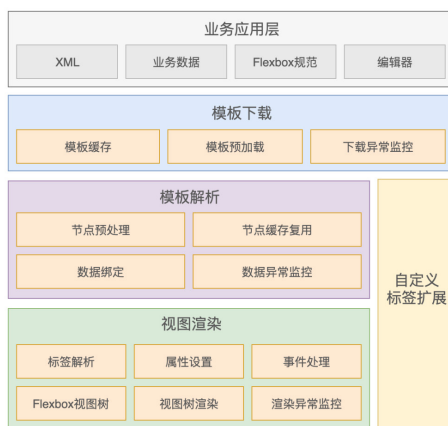 业务应用层
XML
业务数据
Flexbox规范
编辑器
模板下载
模板缓存
模板预加载
下载异常监控
模板解析
节点预处理
节点缓存复用
数据绑定
数据异常监控
自定义
标签扩展
视图渲染
标签解析
属性设置
事件处理
Flexbox视图树
视图树渲染
渲染异常监控